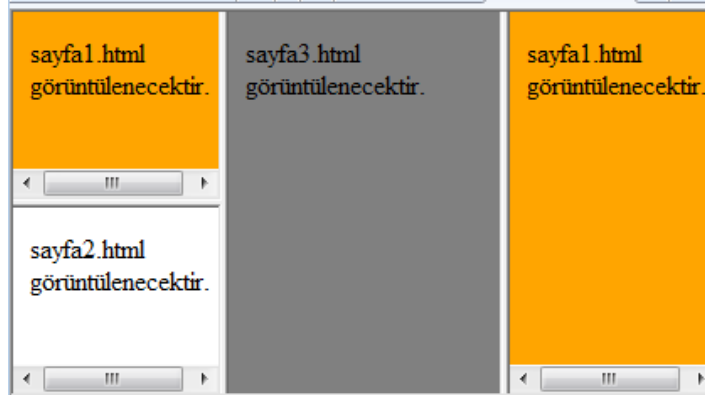 sayfa1.html
görüntülenecektir.
sayfa2.html
görüntülenecektir.
sayfa3.html
görüntülenecektir.
sayfa1.html
görüntülenecektir.